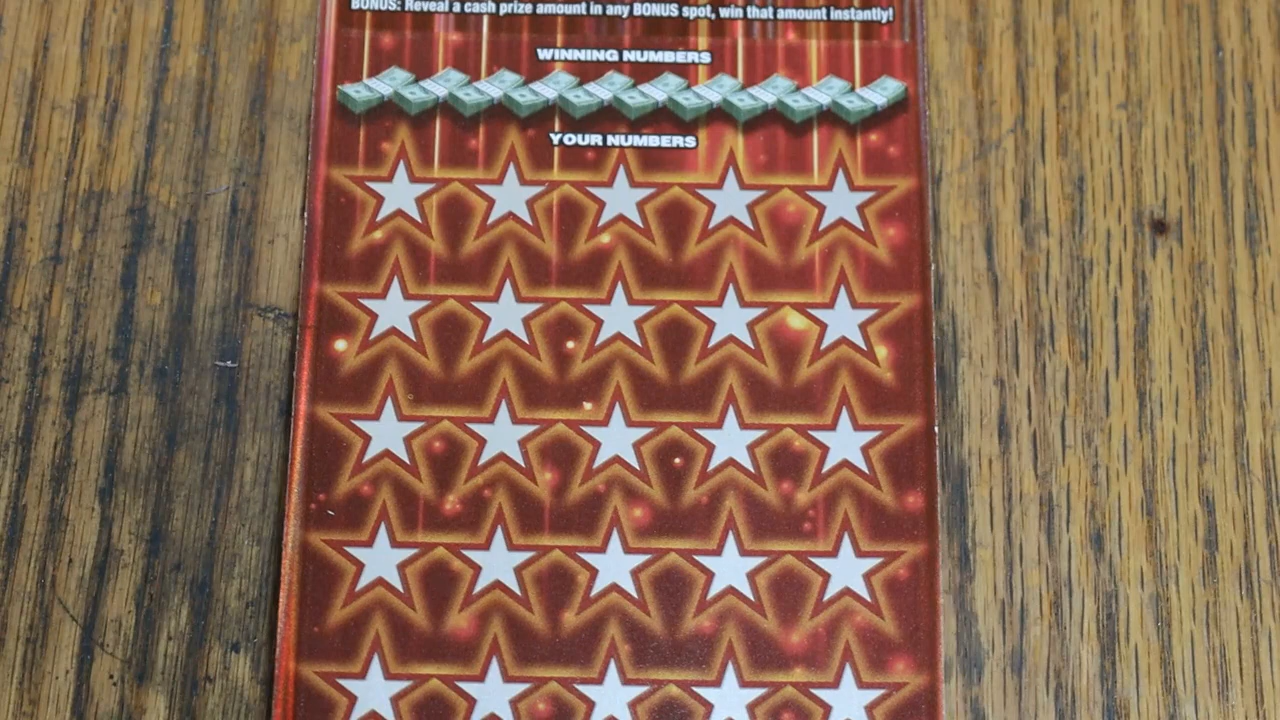 BONUS: Reveal a cash prize amount in any BONUS spot, win that amount instantly!
WINNING NUMBERS
YOUR NUMBERS